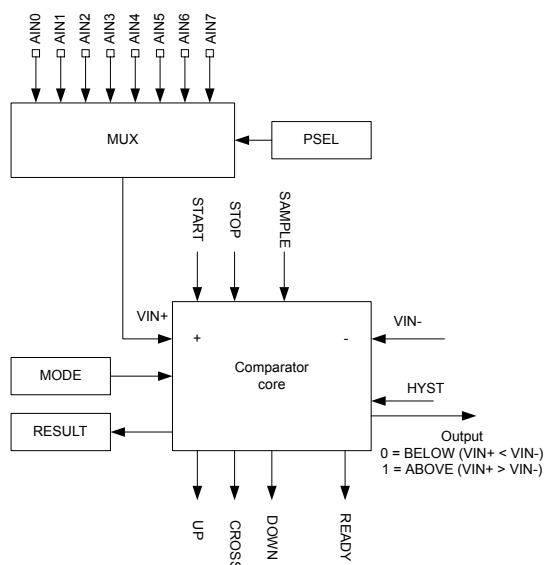 AIN0
AIN1
AIN2
AIN3
AIN4
AIN5
AIN6
AIN7
MUX
PSEL
START
STOP
SAMPLE
VIN+
VIN-
+
-
MODE
Comparator
core
HYST
RESULT
Output
0 = BELOW (VIN+ < VIN-)
1 = ABOVE (VIN+ > VIN-)
UP
CROSS
DOWN
READY